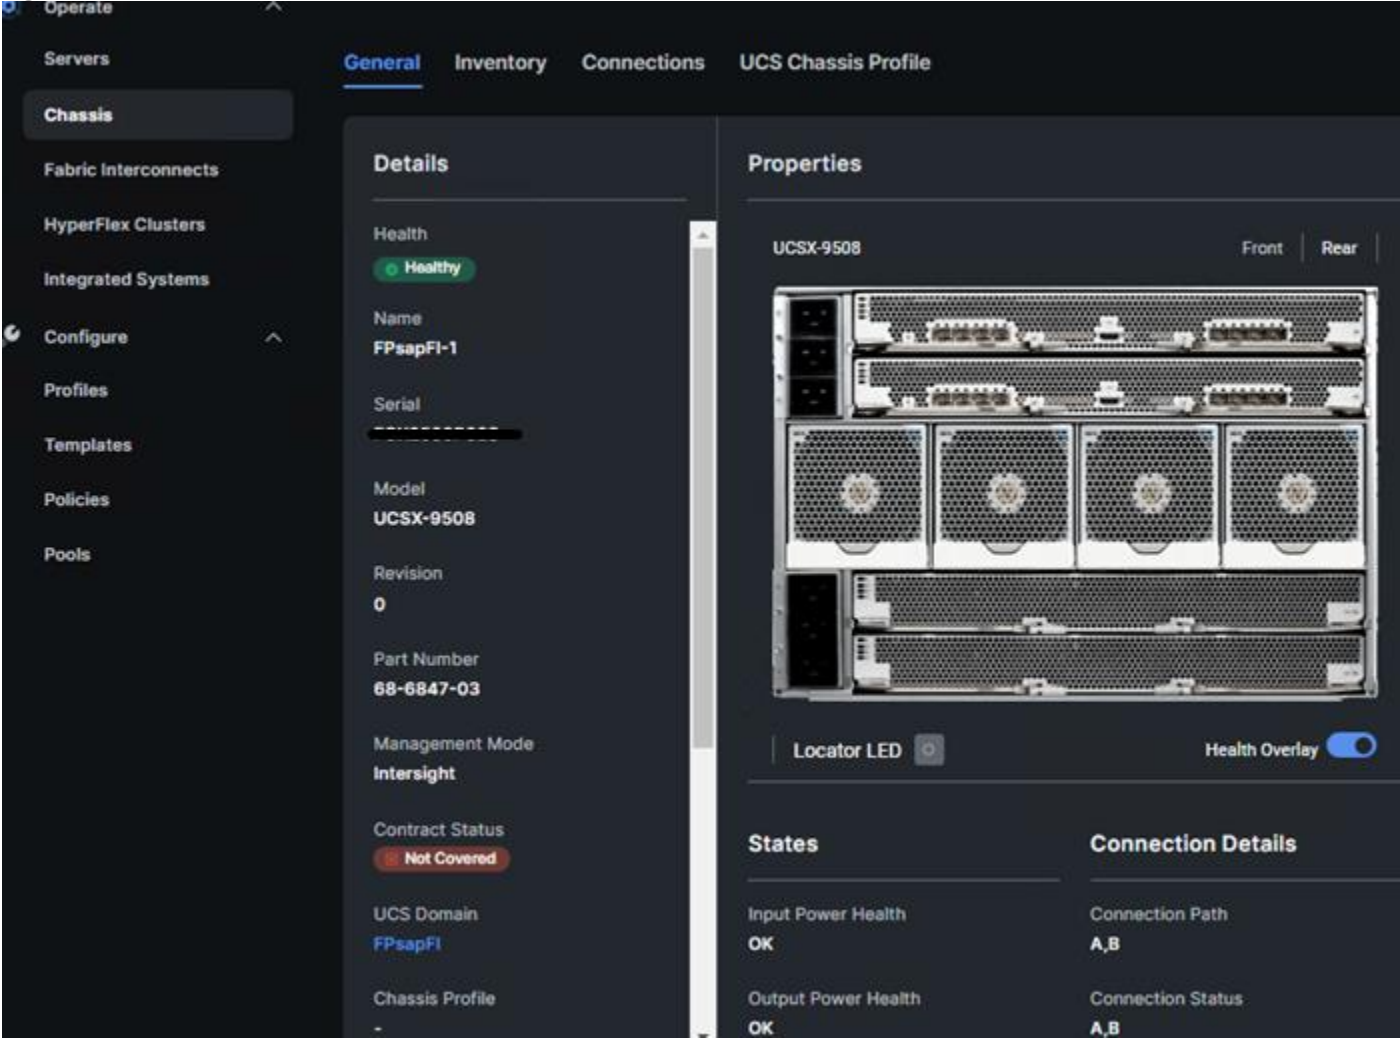 Operate
Servers
Chassis
Fabric Interconnects
HyperFlex Clusters
Integrated Systems
Configure
Profiles
Templates
Policies
Pools
General Inventory Connections UCS Chassis Profile
Details
Health
Healthy
Name
FPsapFI-1
Serial
Model
UCSX-9508
Revision
0
Part Number
68-6847-03
Management Mode
Intersight
Contract Status
Not Covered
UCS Domain
FPsapFI
Chassis Profile
-
Properties
UCSX-9508 Front Rear
Locator LED Health Overlay
States
Input Power Health
OK
Output Power Health
OK
Connection Details
Connection Path
A,B
Connection Status
A,B